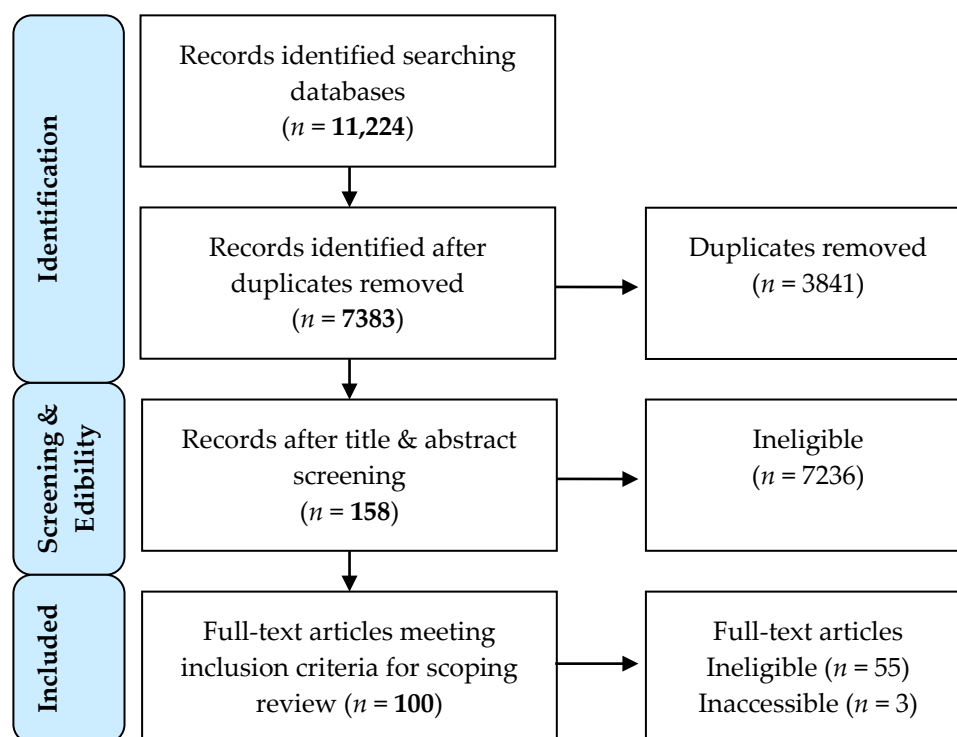 Identification
Records identified searching
databases
(n = 11,224)
Records identified after
duplicates removed
(n = 7383)
Duplicates removed
(n = 3841)
Screening &
Edibility
Records after title & abstract
screening
(n = 158)
Ineligible
(n = 7236)
Included
Full-text articles meeting
inclusion criteria for scoping
review (n = 100)
Full-text articles
Ineligible (n = 55)
Inaccessible (n = 3)